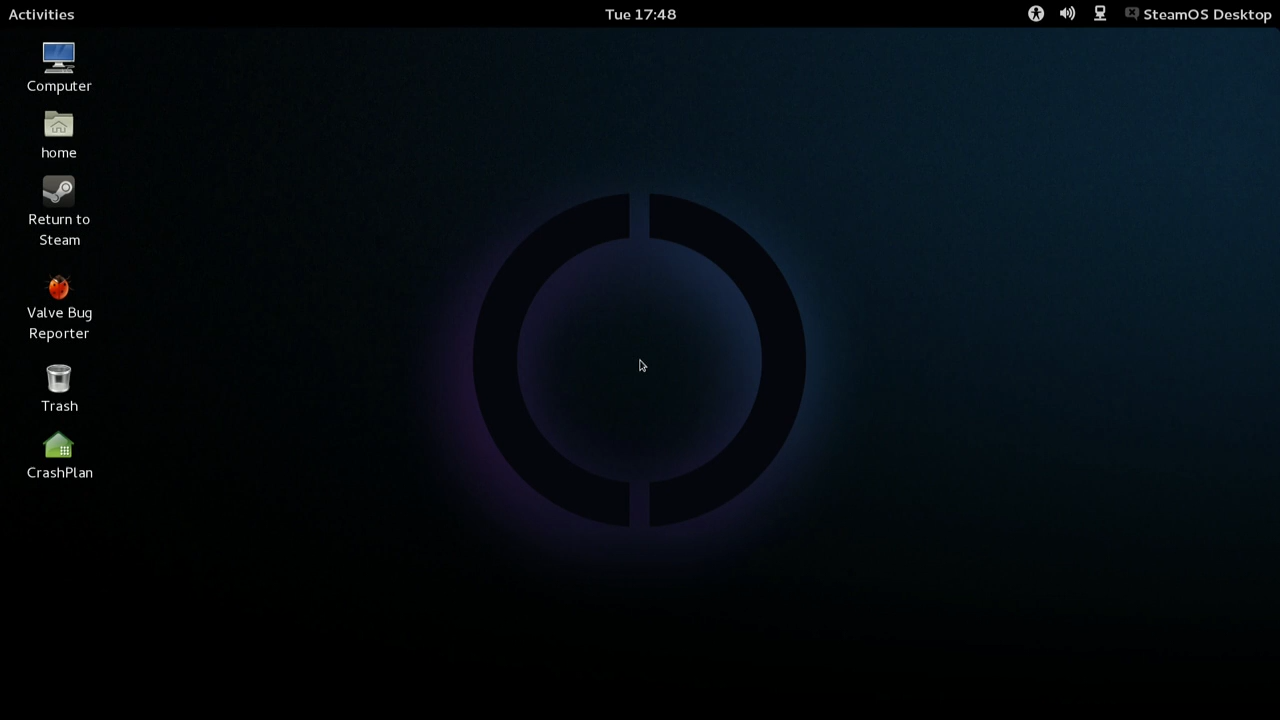 Activities
Tue 17:48
SteamOS Desktop
Computer
home
Return to
Steam
Valve Bug
Reporter
Trash
CrashPlan